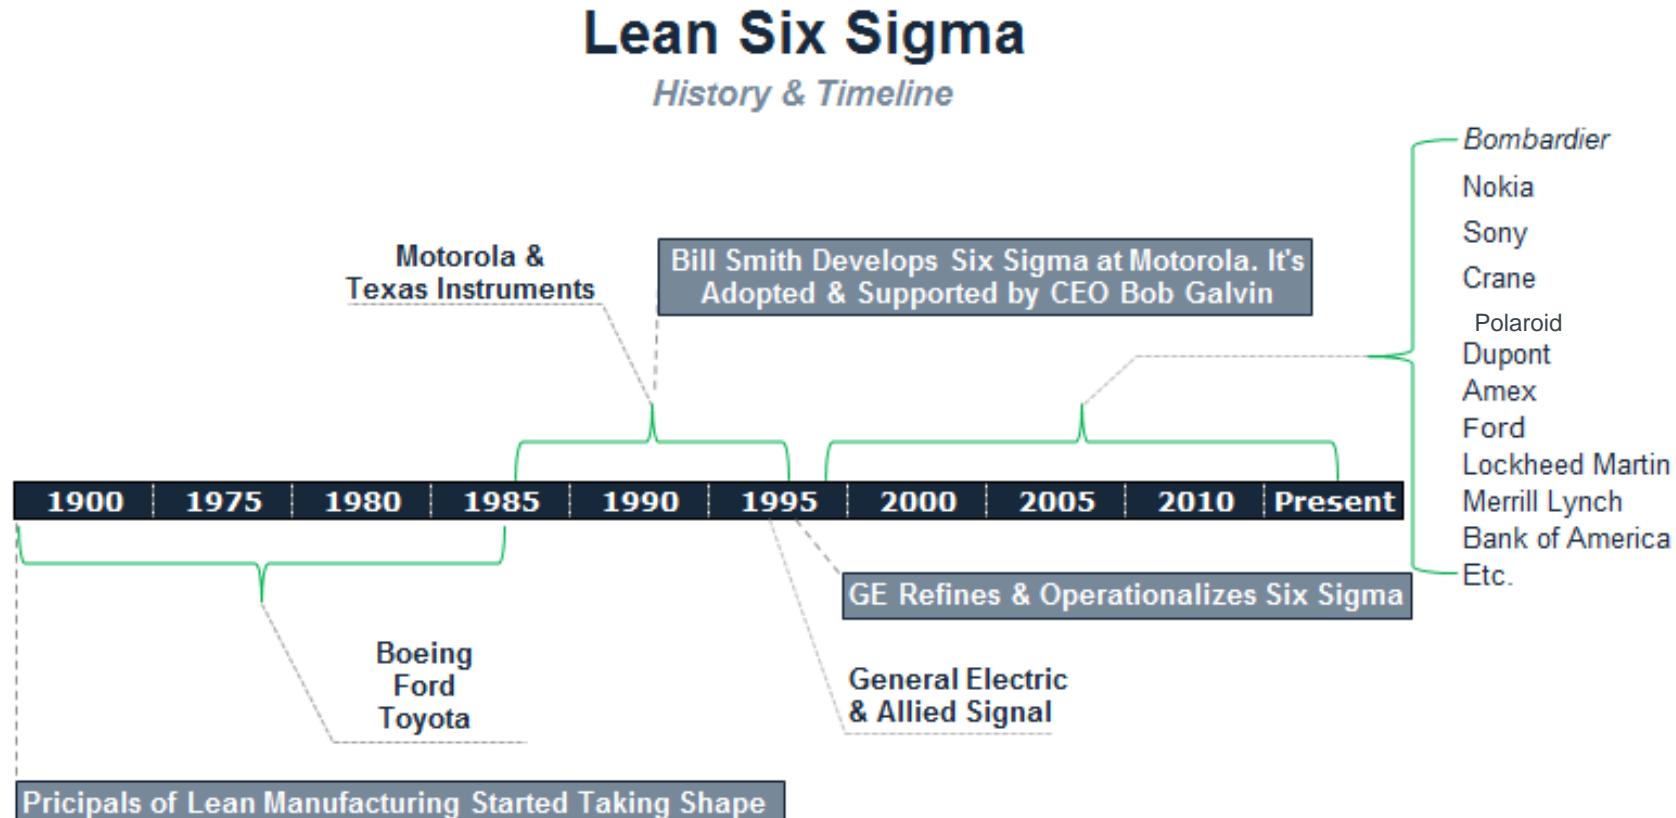 Lean Six Sigma
History & Timeline
Bombardier
Nokia
Sony
Crane
Polaroid
Dupont
Amex
Ford
Lockheed Martin
Merrill Lynch
Bank of America
Etc.
Motorola &
Texas Instruments
Bill Smith Develops Six Sigma at Motorola. It's
Adopted & Supported by CEO Bob Galvin
1900 1975 1980 1985 1990 1995 2000 2005 2010 Present
GE Refines & Operationalizes Six Sigma
Boeing
Ford
Toyota
General Electric
& Allied Signal
Pricipals of Lean Manufacturing Started Taking Shape